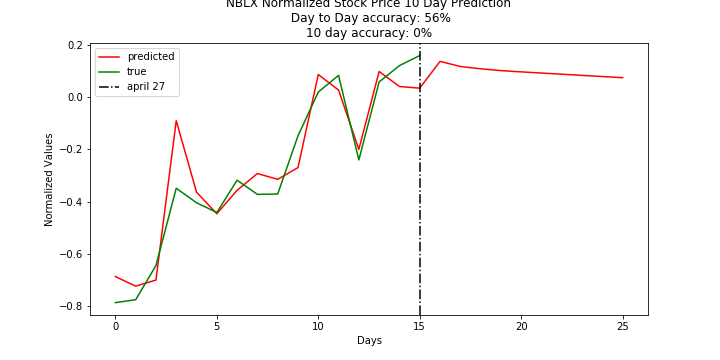 NBLX Normalized Stock Price 10 Day Prediction
Day to Day accuracy: 56%
10 day accuracy: 0%
predicted
true
april 27
Normalized Values
0.2
0.0
−0.2
−0.4
−0.6
−0.8
0 5 10 15 20 25
Days